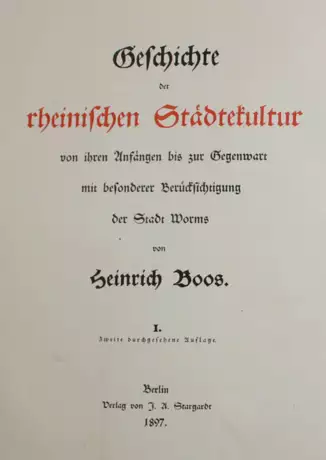 Geschichte
der
rheinischen Städtekultur
von ihren Anfängen bis zur Gegenwart
mit besonderer Berücksichtigung
der Stadt Worms
von
Heinrich Boos.
I.
Zweite durchgesehene Auflage.
Berlin
Verlag von J. A. Stargardt
1897.